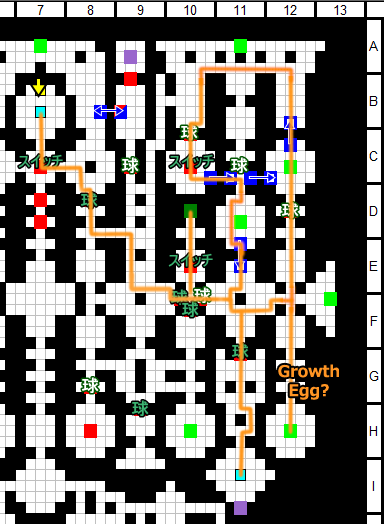 7 8 9 10 11 12 13
A
B
球
C
スイッチ 球 スイッチ 球
球 球
D
スイッチ
E
球 球
球
F
球
Growth
Egg?
球
G
球
H
I